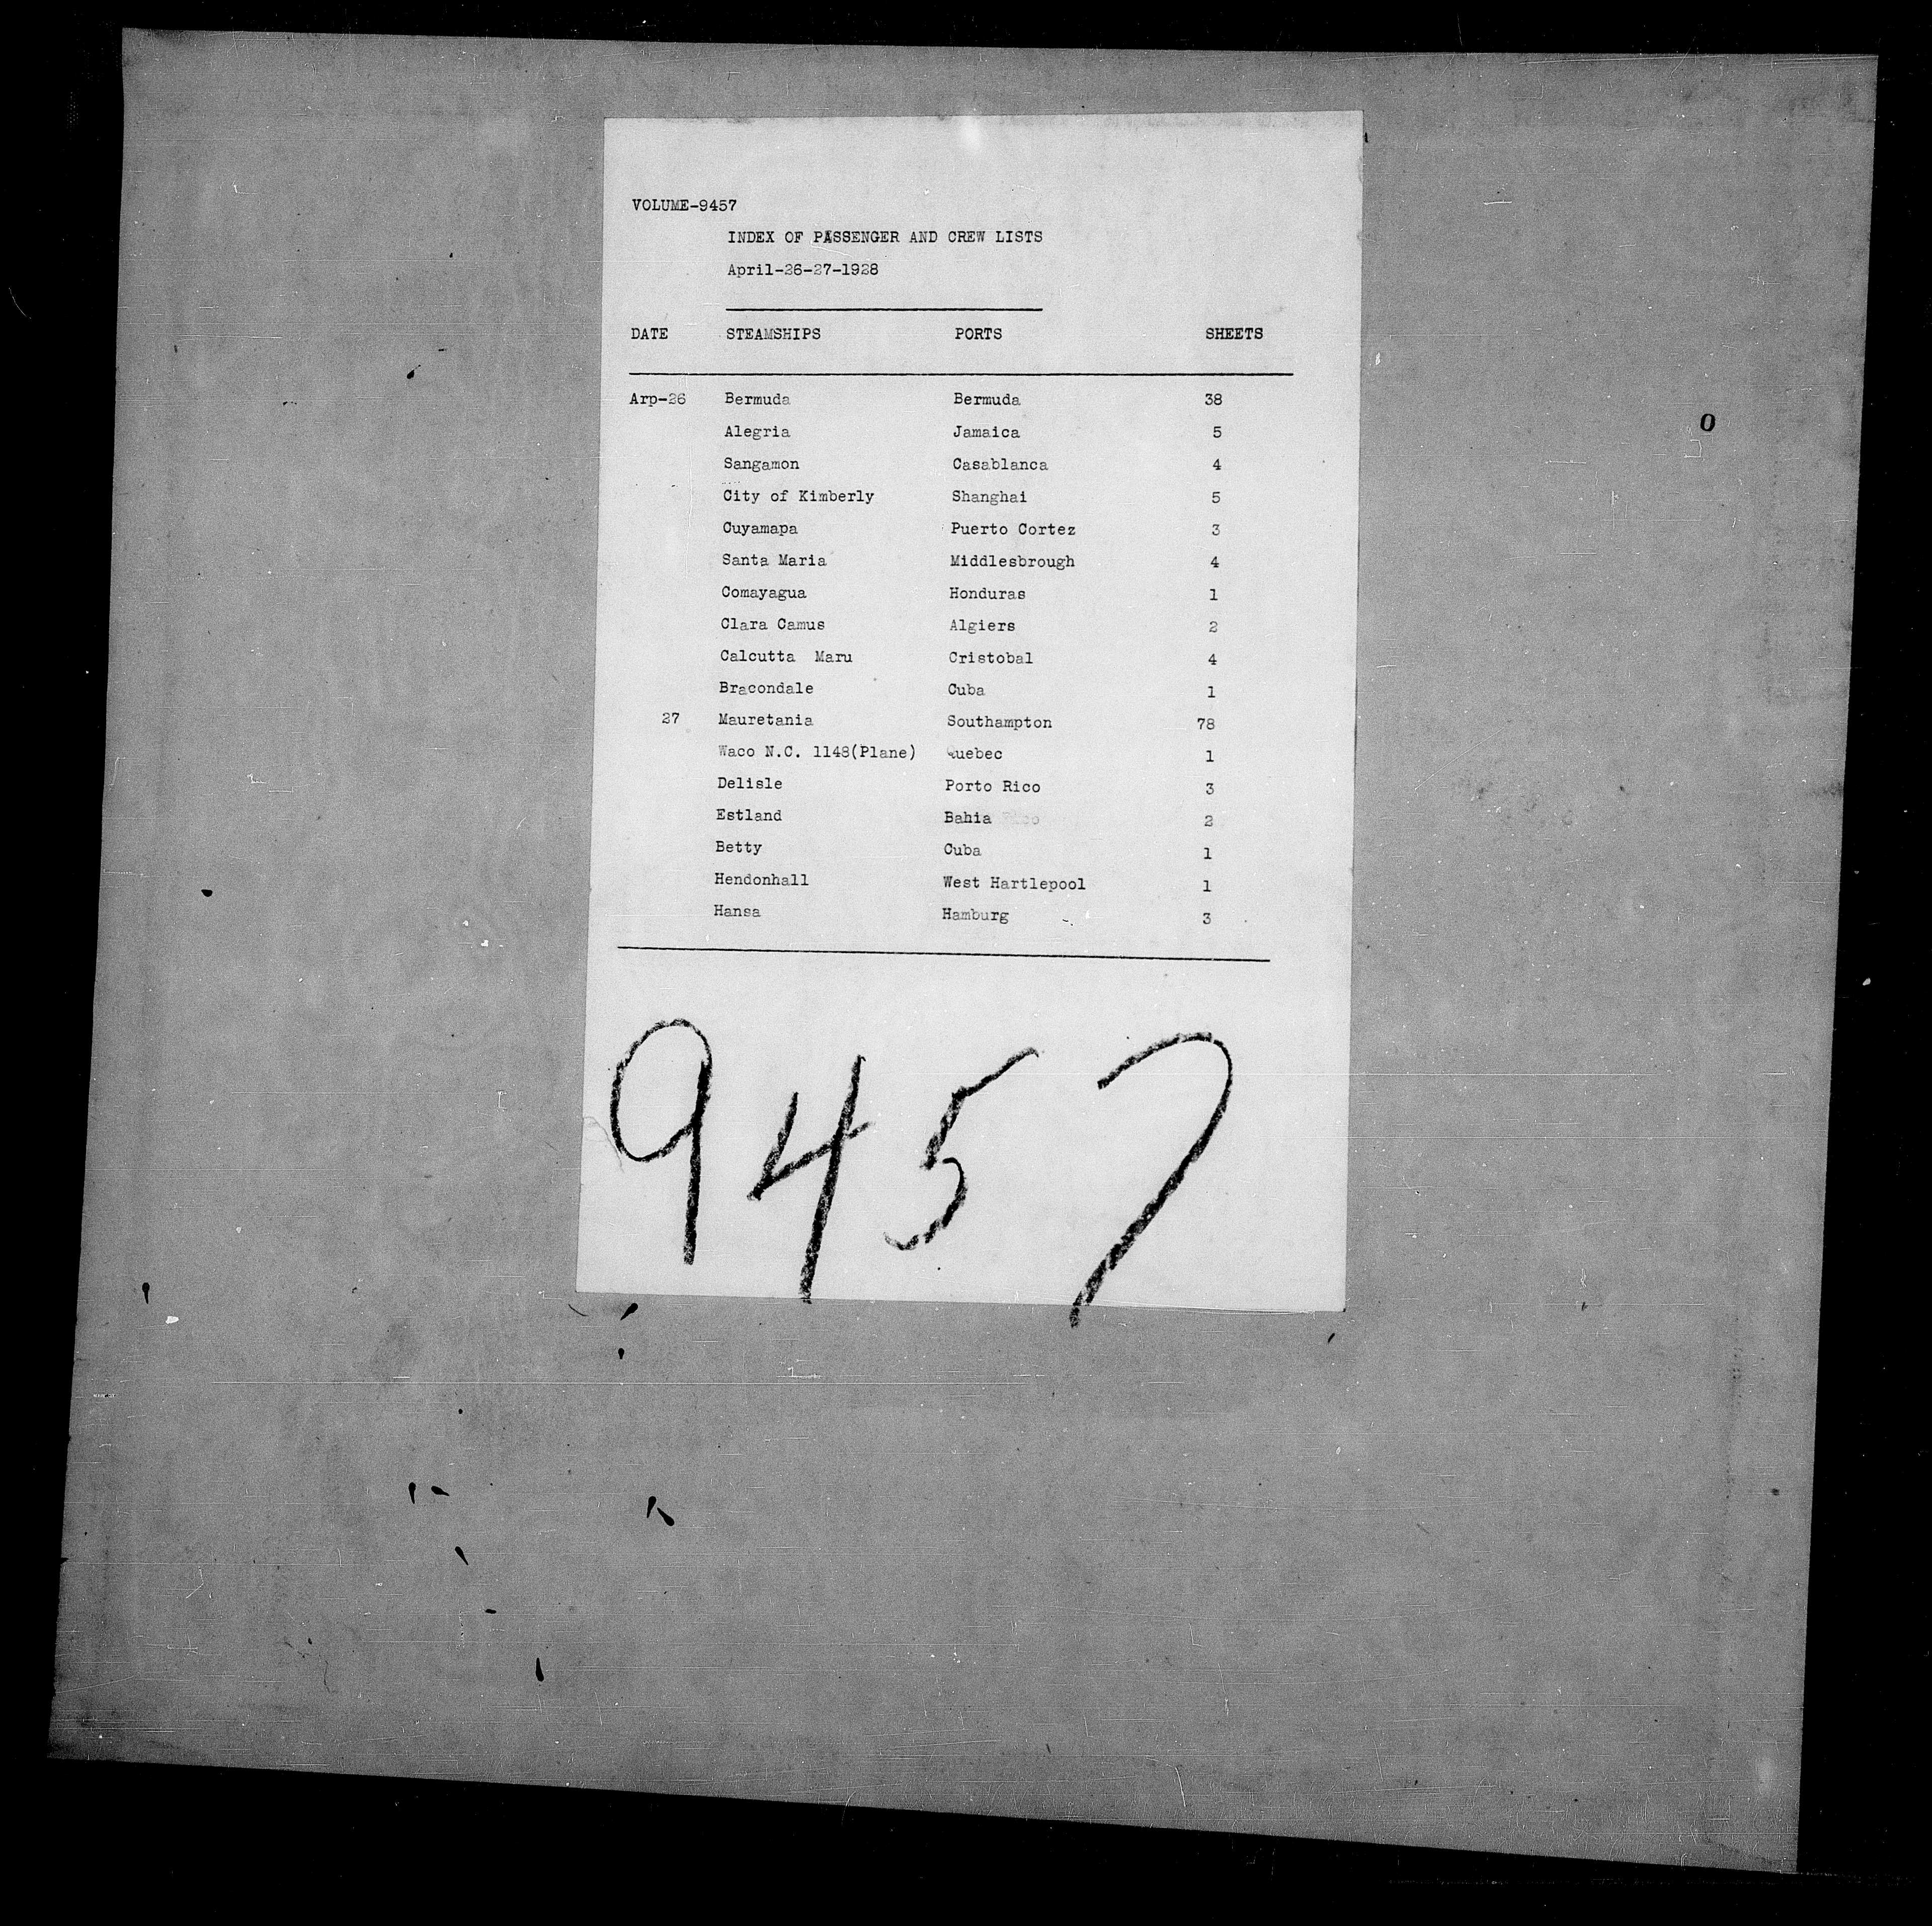 VOLUME-9457
INDEX OF PASSENGER AND CREW LISTS
April-26-27-1928
DATE STEAMSHIPS PORTS SHEETS
Arp-26 Bermuda Bermuda 38
Alegria Jamaica 5
Sangamon Casablanca 4
City of Kimberly Shanghai 5
Cuyamapa Puerto Cortez 3
Santa Maria Middlesbrough 4
Comayagua Honduras 1
Clara Camus Algiers 2
Calcutta Maru Cristobal 4
Bracondale Cuba 1
27 Mauretania Southampton 78
Waco N.C. 1148(Plane) Quebec 1
Delisle Porto Rico 3
Estland Bahia 2
Betty Cuba 1
Hendonhall West Hartlepool 1
Hansa Hamburg 3
9457